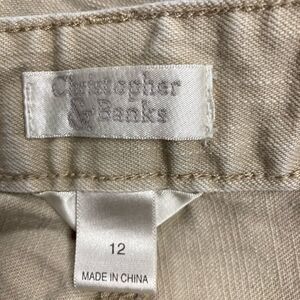 Christopher
& Banks
12
MADE IN CHINA